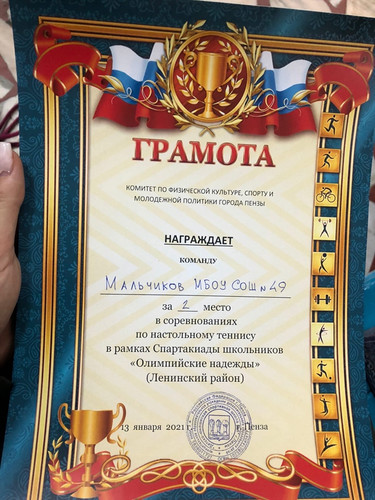 ГРАМОТА
КОМИТЕТ ПО ФИЗИЧЕСКОЙ КУЛЬТУРЕ, СПОРТУ И
МОЛОДЕЖНОЙ ПОЛИТИКИ ГОРОДА ПЕНЗЫ
НАГРАЖДАЕТ
КОМАНДУ
Мальчиков МБОУ СОШ №49
за 2 место
в соревнованиях
по настольному теннису
в рамках Спартакиады школьников
«Олимпийские надежды»
(Ленинский район)
13 января 2021 г. г. Пенза